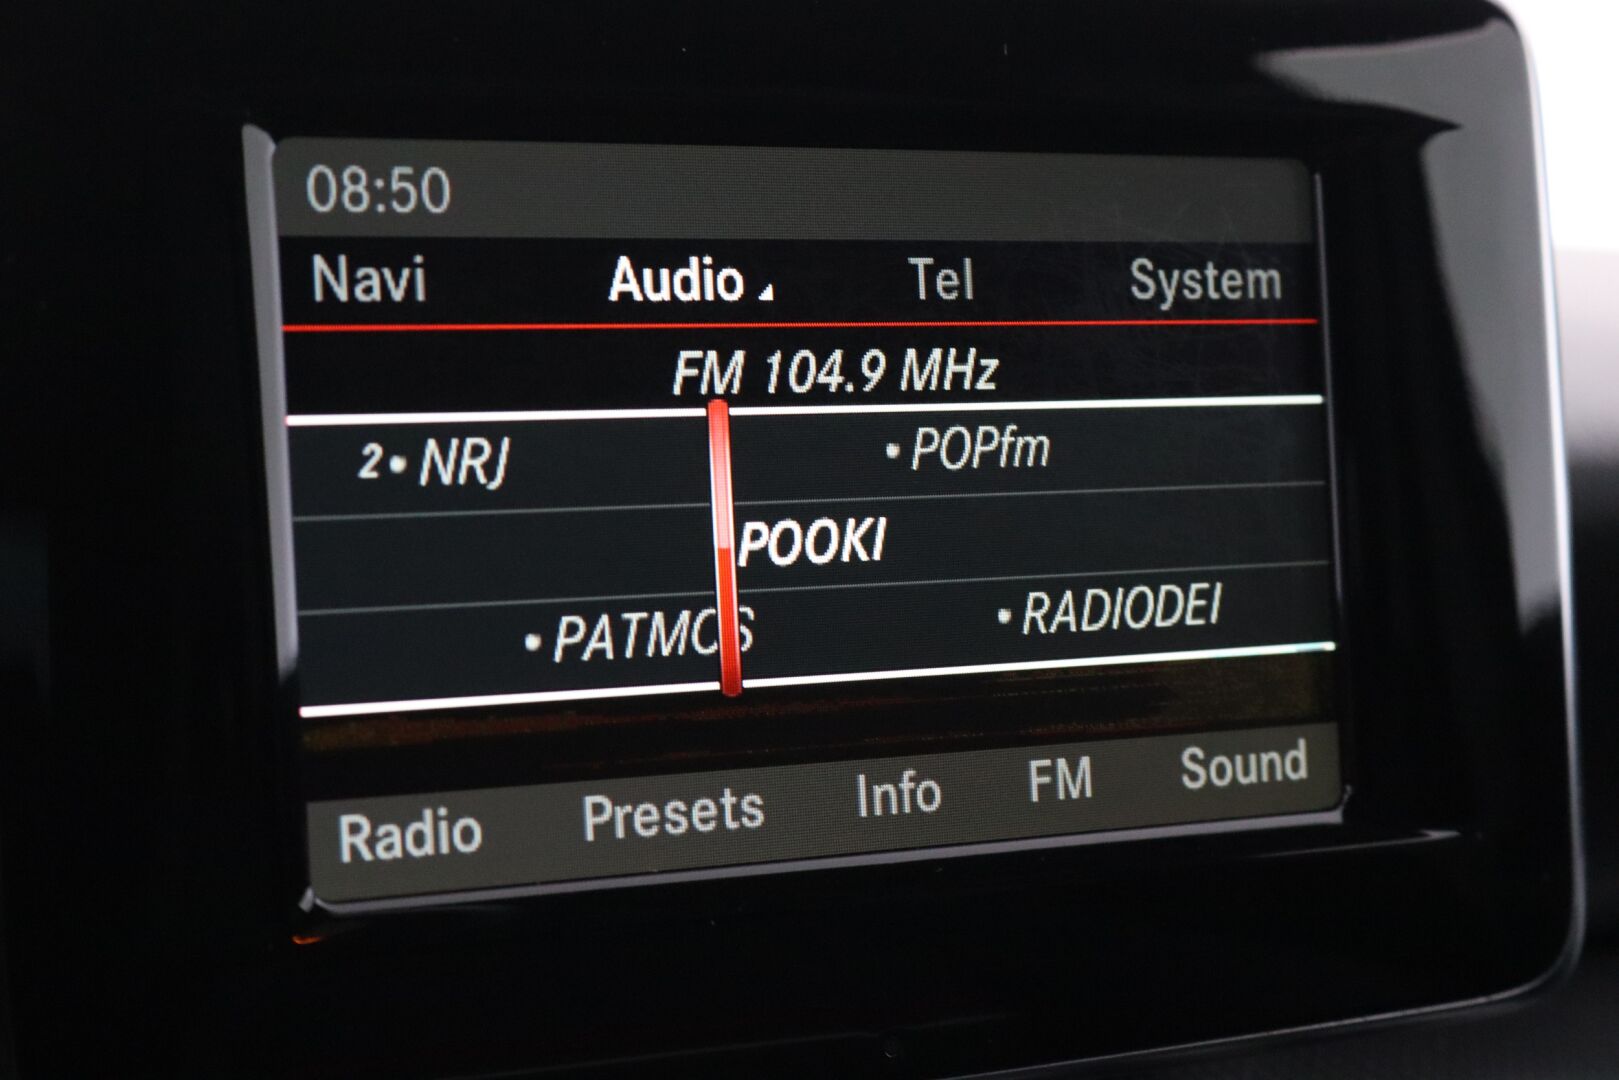 08:50
Navi Audio Tel System
FM 104.9 MHz
2 • NRJ • POPfm
POOKI
• PATMOS • RADIODEI
Radio Presets Info FM Sound